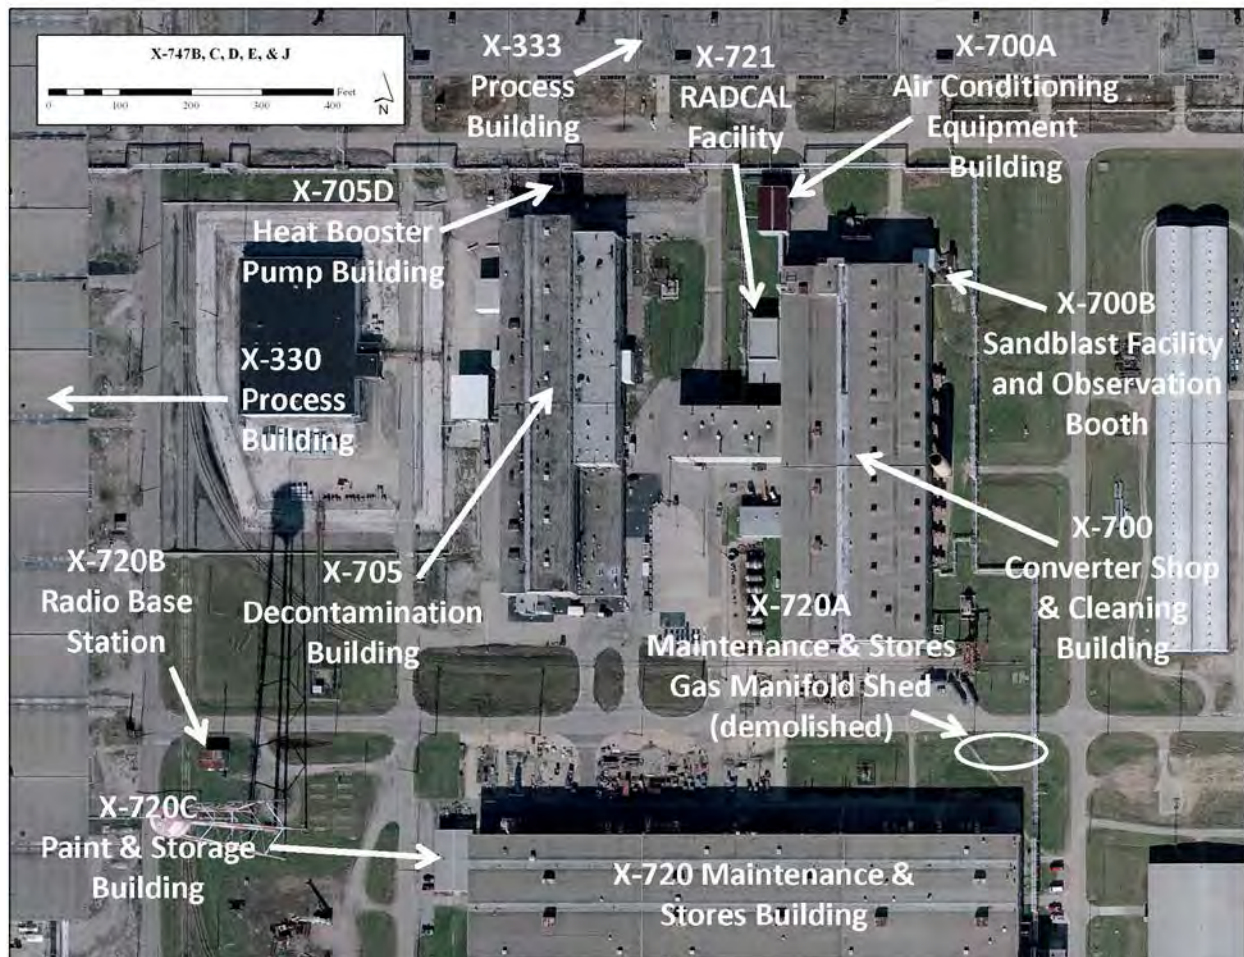 X-747B, C, D, E, & J
0 100 200 300 400 Feet
N
X-333
Process
Building
X-721
RADCAL
Facility
X-700A
Air Conditioning
Equipment
Building
X-705D
Heat Booster
Pump Building
X-330
Process
Building
X-700B
Sandblast Facility
and Observation
Booth
X-720B
Radio Base
Station
X-705
Decontamination
Building
X-700
Converter Shop
& Cleaning
Building
X-720A
Maintenance & Stores
Gas Manifold Shed
(demolished)
X-720C
Paint & Storage
Building
X-720 Maintenance &
Stores Building